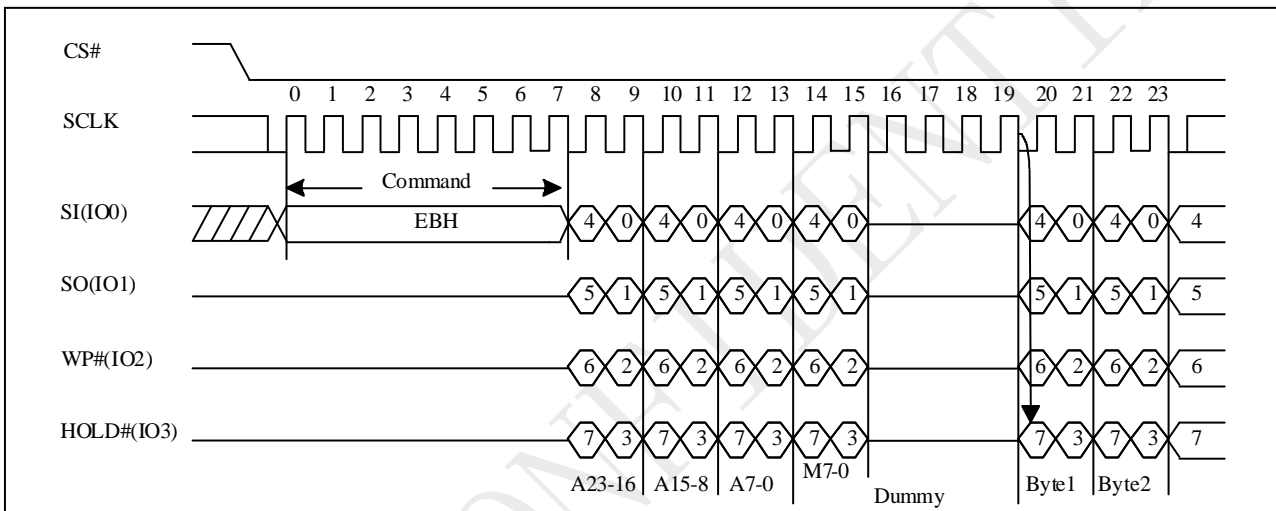 CS#
0 1 2 3 4 5 6 7 8 9 10 11 12 13 14 15 16 17 18 19 20 21 22 23
SCLK
Command
SI(IO0) EBH 4 0 4 0 4 0 4 0 4 0 4 0 4
SO(IO1) 5 1 5 1 5 1 5 1 5 1 5 1 5
WP#(IO2) 6 2 6 2 6 2 6 2 6 2 6 2 6
HOLD#(IO3) 7 3 7 3 7 3 7 3 7 3 7 3 7
A23-16 A15-8 A7-0 M7-0 Dummy Byte1 Byte2